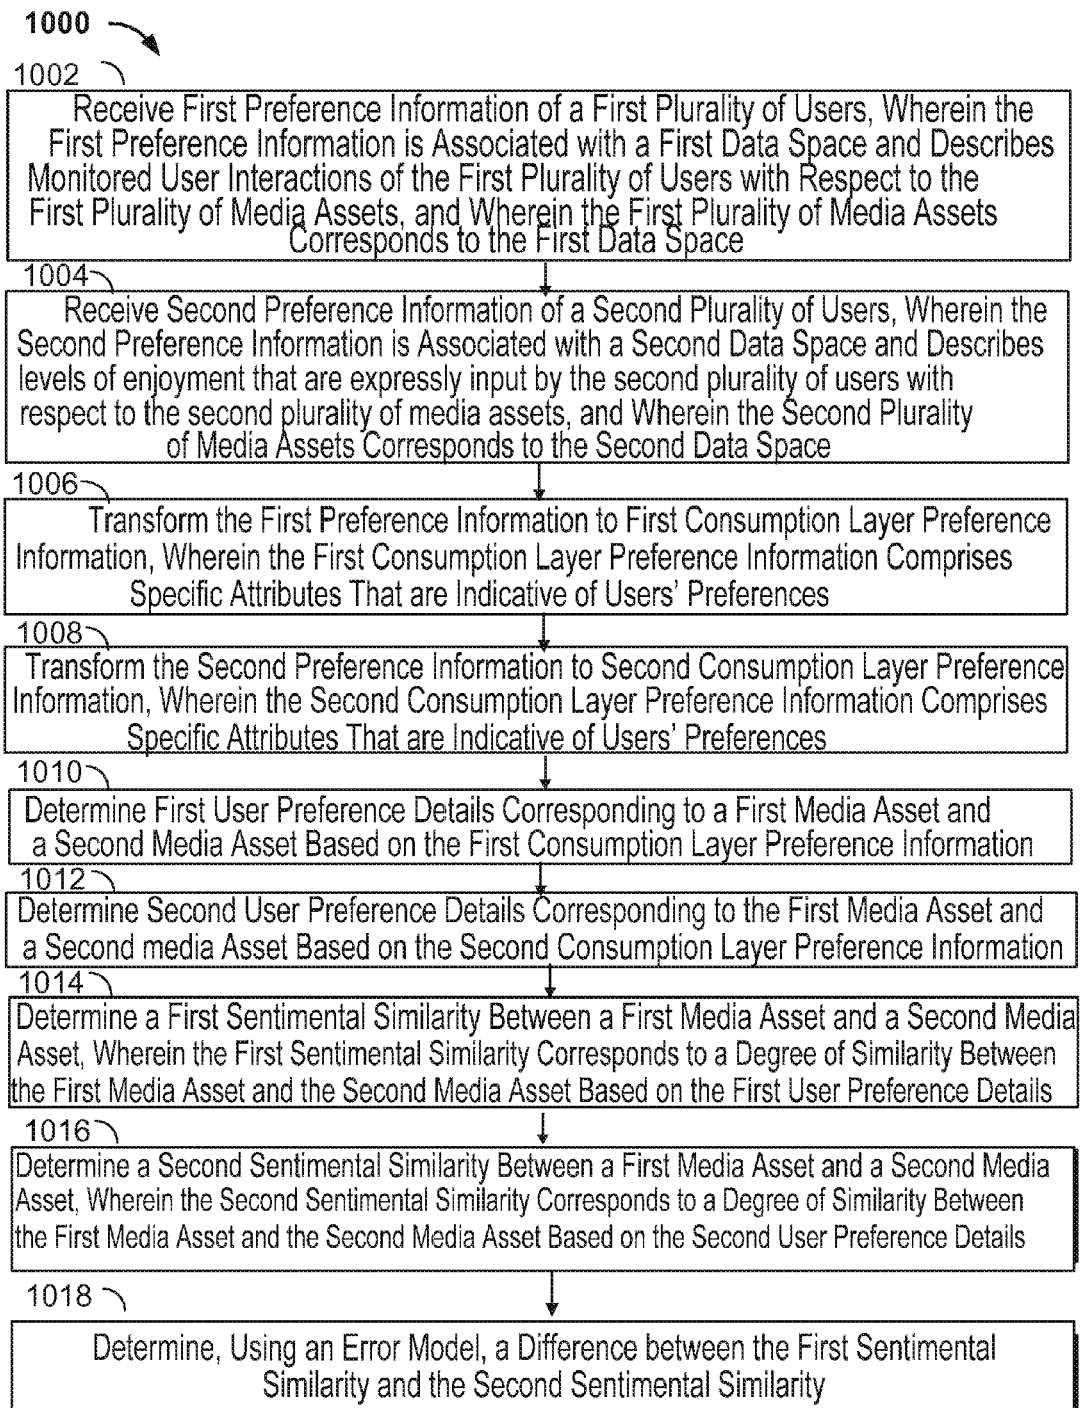 1000
1002
Receive First Preference Information of a First Plurality of Users, Wherein the
First Preference Information is Associated with a First Data Space and Describes
Monitored User Interactions of the First Plurality of Users with Respect to the
First Plurality of Media Assets, and Wherein the First Plurality of Media Assets
Corresponds to the First Data Space
1004
Receive Second Preference Information of a Second Plurality of Users, Wherein the
Second Preference Information is Associated with a Second Data Space and Describes
levels of enjoyment that are expressly input by the second plurality of users with
respect to the second plurality of media assets, and Wherein the Second Plurality
of Media Assets Corresponds to the Second Data Space
1006
Transform the First Preference Information to First Consumption Layer Preference
Information, Wherein the First Consumption Layer Preference Information Comprises
Specific Attributes That are Indicative of Users' Preferences
1008
Transform the Second Preference Information to Second Consumption Layer Preference
Information, Wherein the Second Consumption Layer Preference Information Comprises
Specific Attributes That are Indicative of Users' Preferences
1010
Determine First User Preference Details Corresponding to a First Media Asset and
a Second Media Asset Based on the First Consumption Layer Preference Information
1012
Determine Second User Preference Details Corresponding to the First Media Asset and
a Second media Asset Based on the Second Consumption Layer Preference Information
1014
Determine a First Sentimental Similarity Between a First Media Asset and a Second Media
Asset, Wherein the First Sentimental Similarity Corresponds to a Degree of Similarity Between
the First Media Asset and the Second Media Asset Based on the First User Preference Details
1016
Determine a Second Sentimental Similarity Between a First Media Asset and a Second Media
Asset, Wherein the Second Sentimental Similarity Corresponds to a Degree of Similarity Between
the First Media Asset and the Second Media Asset Based on the Second User Preference Details
1018
Determine, Using an Error Model, a Difference between the First Sentimental
Similarity and the Second Sentimental Similarity